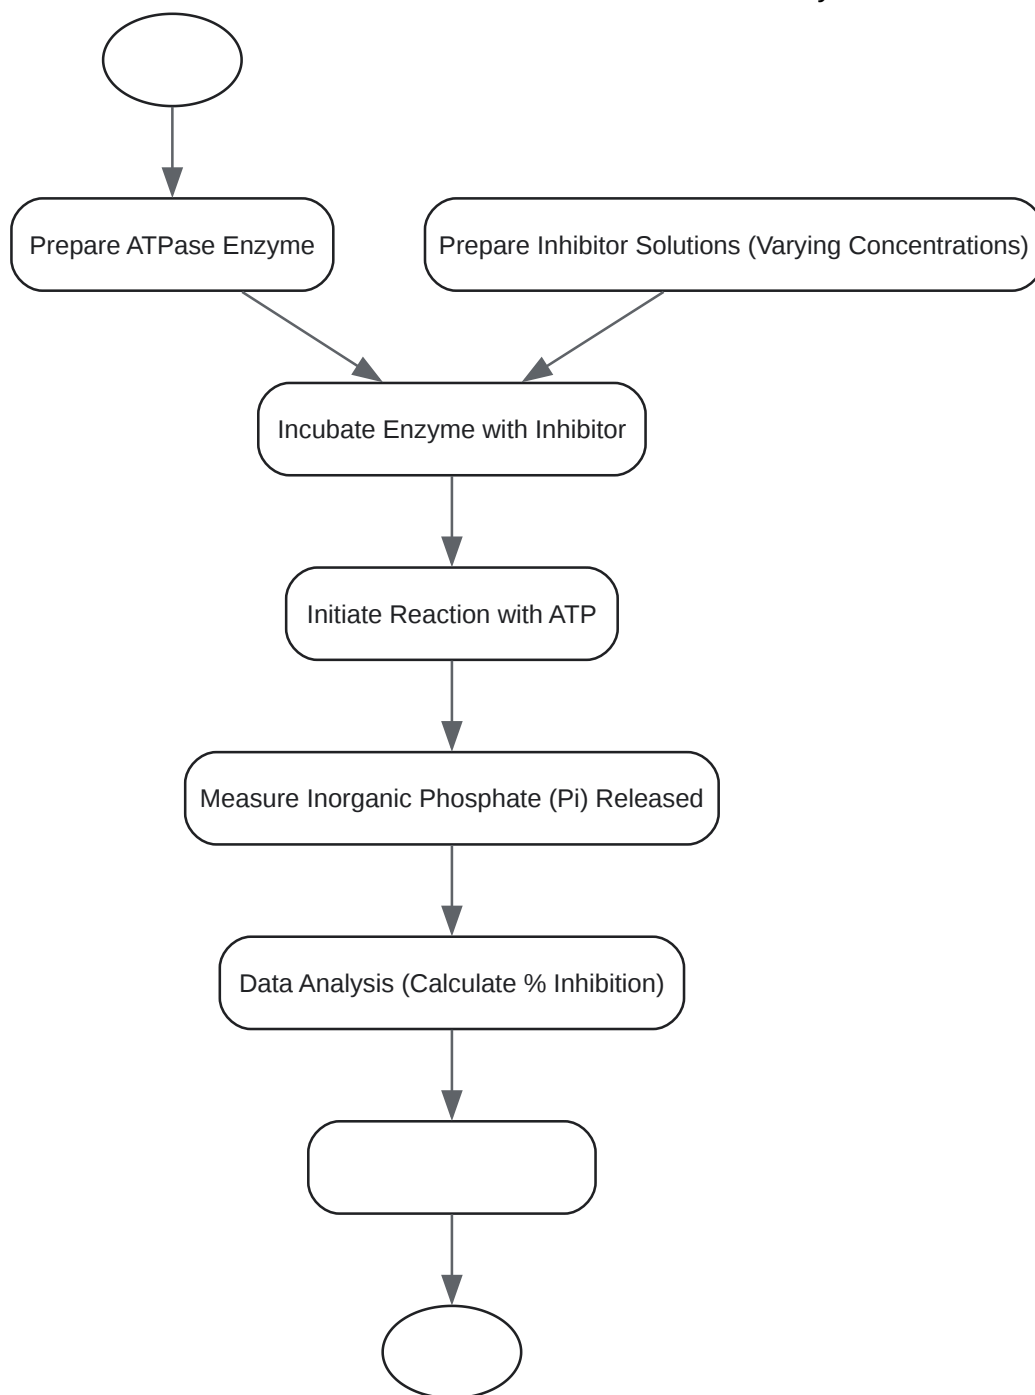 Prepare ATPase Enzyme
Prepare Inhibitor Solutions (Varying Concentrations)
Incubate Enzyme with Inhibitor
Initiate Reaction with ATP
Measure Inorganic Phosphate (Pi) Released
Data Analysis (Calculate % Inhibition)